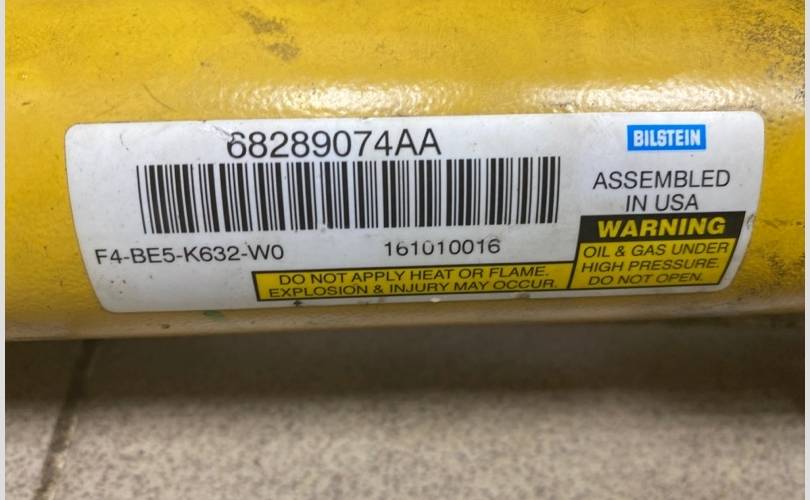 68289074AA
F4-BE5-K632-W0
161010016
DO NOT APPLY HEAT OR FLAME.
EXPLOSION & INJURY MAY OCCUR.
BILSTEIN
ASSEMBLED
IN USA
WARNING
OIL & GAS UNDER
HIGH PRESSURE.
DO NOT OPEN.